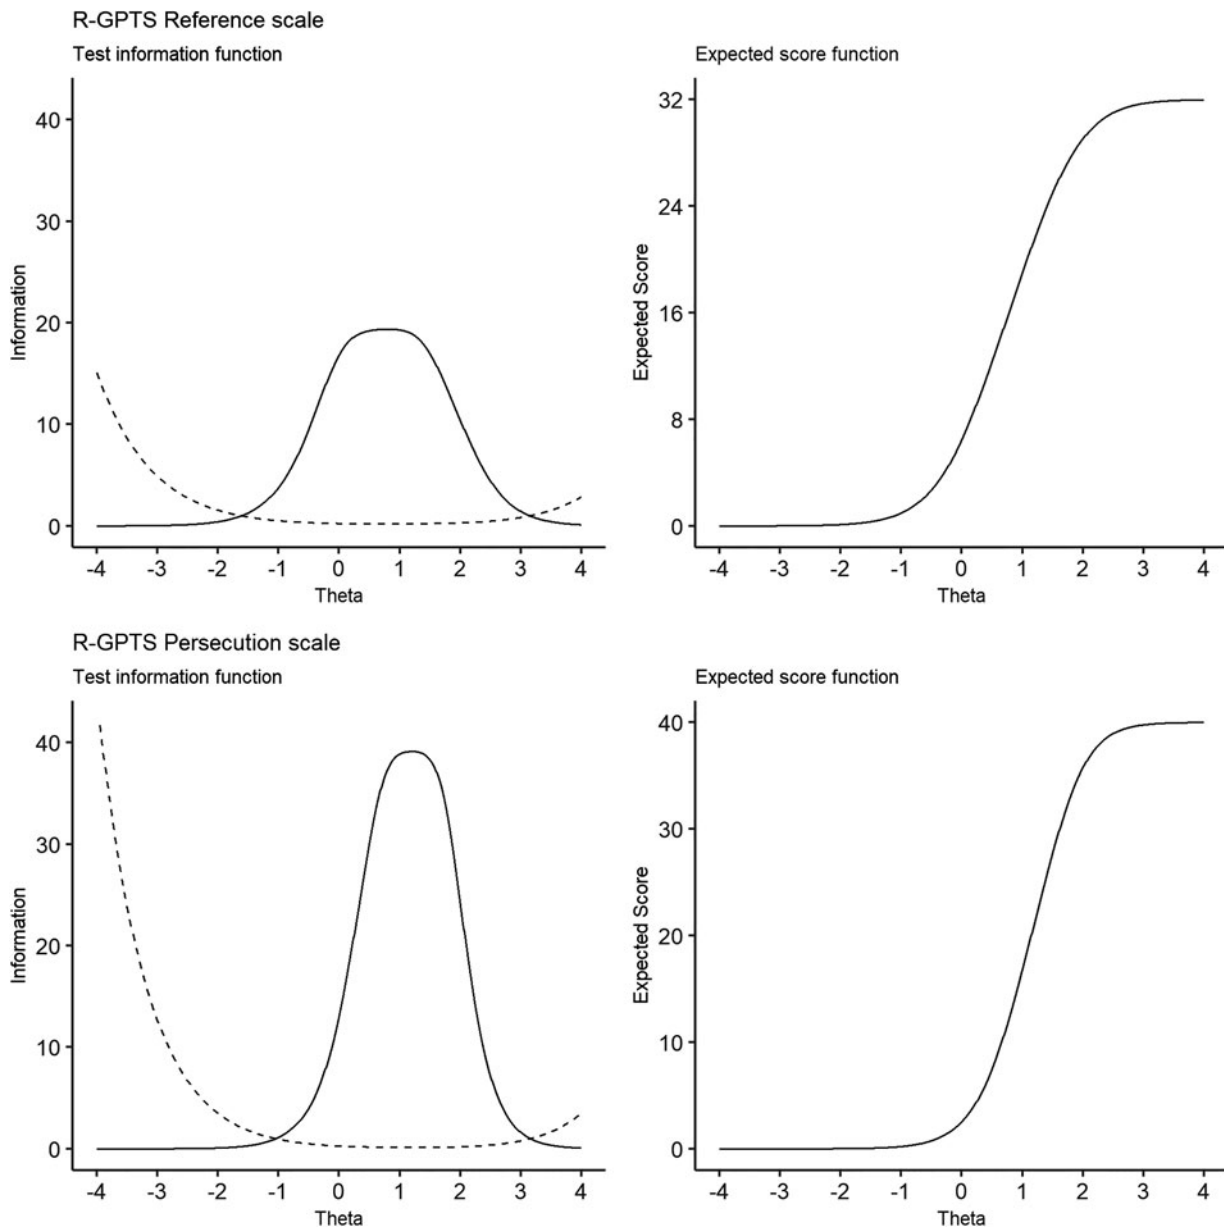 R-GPTS Reference scale
Test information function
Expected score function
40
30
20
10
0
Information
-4 -3 -2 -1 0 1 2 3 4
Theta
32
24
16
8
0
Expected Score
-4 -3 -2 -1 0 1 2 3 4
Theta
R-GPTS Persecution scale
Test information function
Expected score function
40
30
20
10
0
Information
-4 -3 -2 -1 0 1 2 3 4
Theta
40
30
20
10
0
Expected Score
-4 -3 -2 -1 0 1 2 3 4
Theta